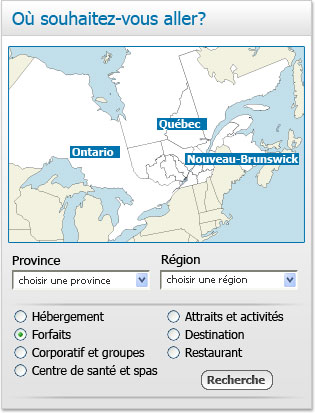 Où souhaitez-vous aller?
Québec
Ontario
Nouveau-Brunswick
Province
Région
choisir une province
choisir une région
Hébergement
Attraits et activités
Forfaits
Destination
Corporatif et groupes
Restaurant
Centre de santé et spas
Recherche